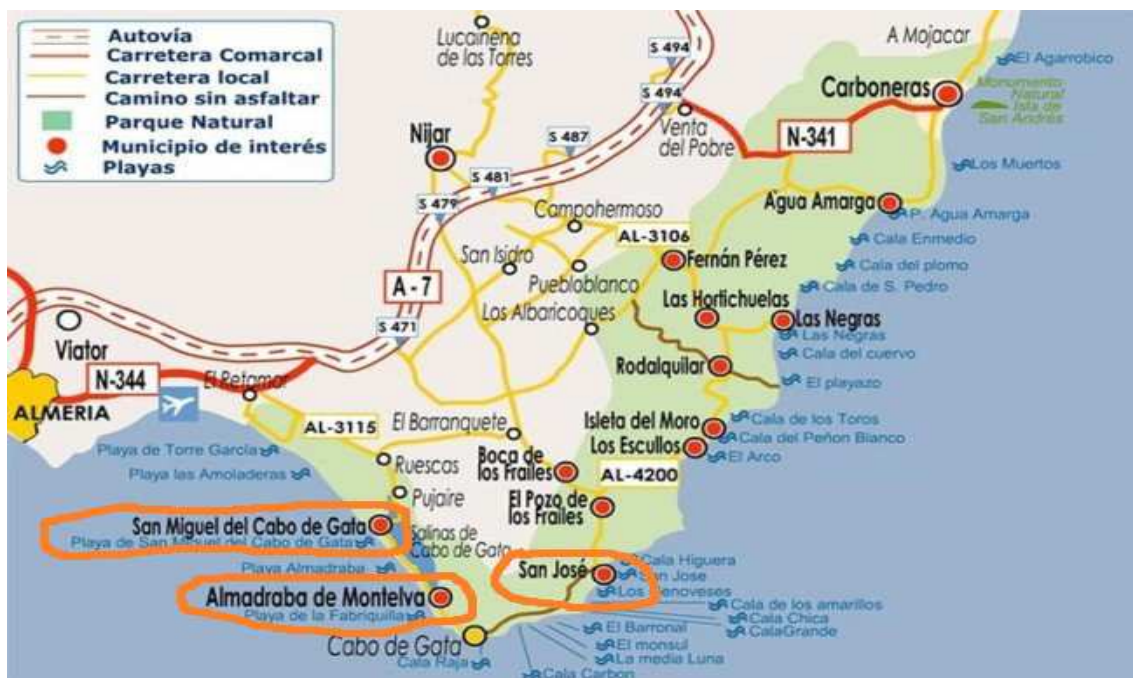 Autovía
Carretera Comarcal
Carretera local
Camino sin asfaltar
Parque Natural
Municipio de interés
Playas
Lucainena
de las Torres
S 494
S 494
A Mojacar
El Agarrobico
Carboneras
Monumento
Natural
Isla de
San Andrés
Níjar
S 487
Venta
del Pobre
N-341
S 481
Los Muertos
S 479
Campohermoso
Agua Amarga
P. Agua Amarga
AL-3106
Cala Enmedio
San Isidro
Fernán Pérez
Cala del plomo
A - 7
Puebloblanco
Cala de S. Pedro
Las Hortichuelas
Los Albaricoques
S 471
Las Negras
Las Negras
Viator
Cala del cuervo
N-344
Rodalquilar
El Retamar
El playazo
ALMERIA
AL-3115
El Barranquete
Isleta del Moro
Cala de los Toros
Cala del Peñon Blanco
Playa de Torre García
Los Escullos
El Arco
Ruescas
Boca de
los Frailes
Playa las Amoladeras
AL-4200
Pujaire
El Pozo de
los Frailes
San Miguel del Cabo de Gata
Playa de San Miguel del Cabo de Gata
Salinas de
Cabo de Gata
Cala Higuera
Playa Almadraba
San José
San Jose
Los Genoveses
Almadraba de Montelva
Cala de los amarillos
Playa de la Fabriquilla
Cala Chica
CalaGrande
El Barronal
Cabo de Gata
El monsul
La media Luna
Cala Raja
Cala Carbon